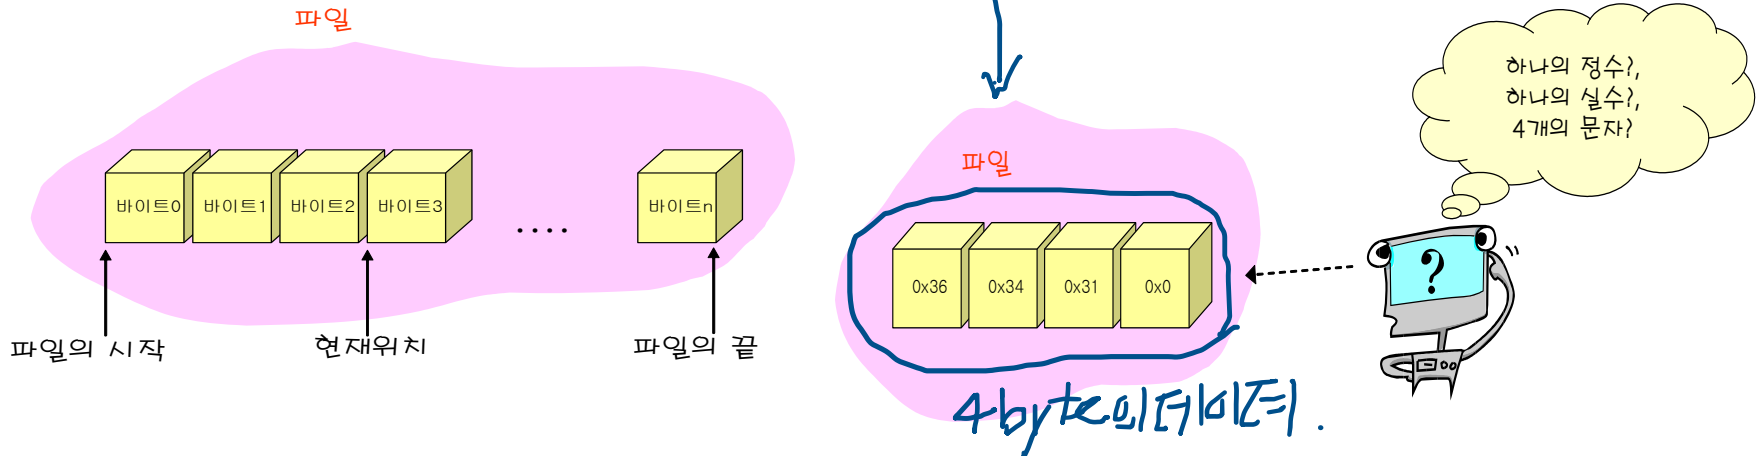 파일
바이트0 바이트1 바이트2 바이트3 .... 바이트n
파일의 시작 현재위치 파일의 끝
파일
0x36 0x34 0x31 0x0
4byte의데이터.
하나의 정수?,
하나의 실수?,
4개의 문자?
?